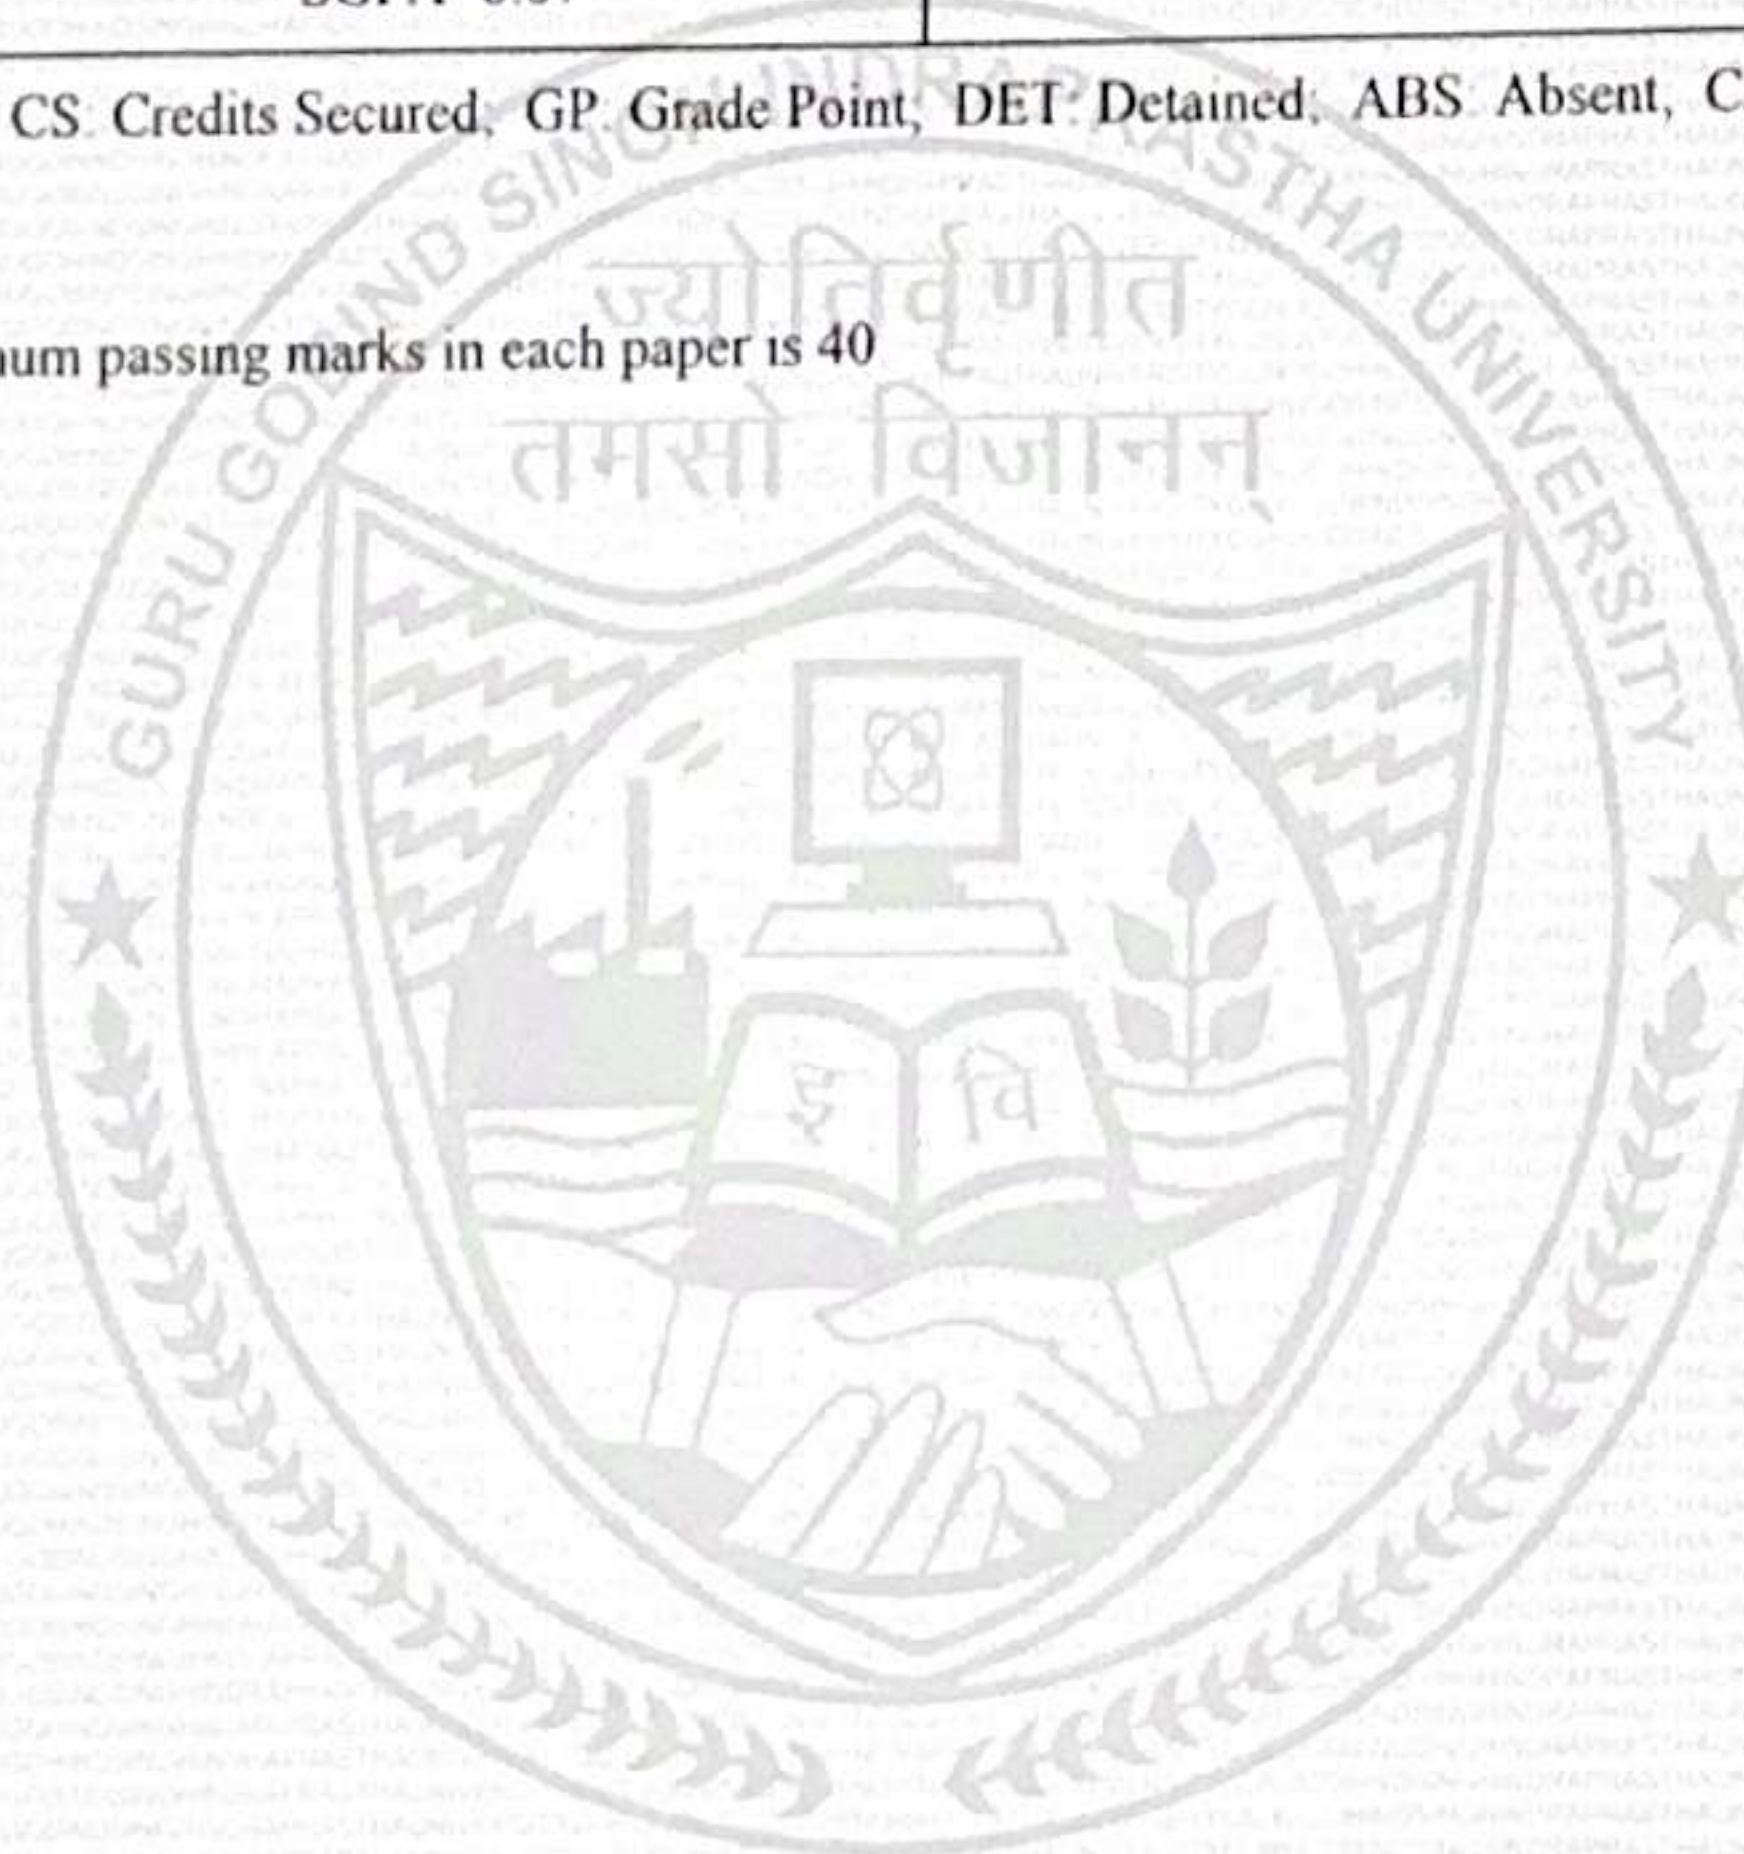 CS: Credits Secured; GP: Grade Point; DET: Detained; ABS: Absent,
passing marks in each paper is 40
GURU GOBIND SINGH INDRAPRASTHA UNIVERSITY
ज्योतिर्वृणीत
तमसो विजानन्
इ वि